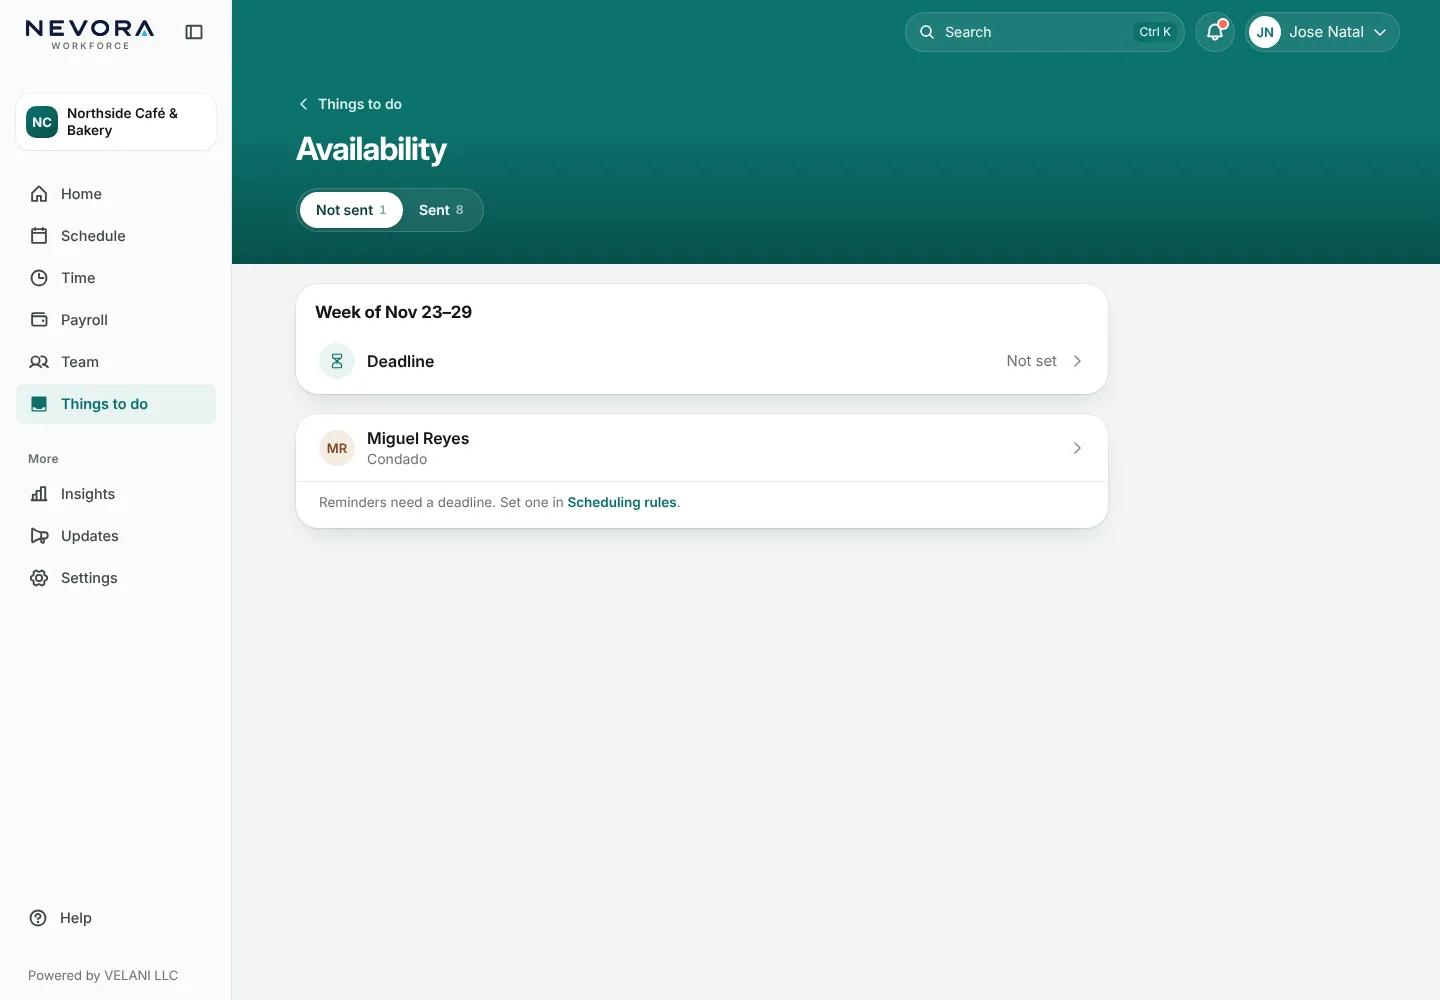 NEVORA
WORKFORCE
Search
Ctrl K
JN
Jose Natal
NC
Northside Café &
Bakery
Home
Schedule
Time
Payroll
Team
Things to do
More
Insights
Updates
Settings
Help
Powered by VELANI LLC
Things to do
Availability
Not sent 1
Sent 8
Week of Nov 23–29
Deadline
Not set
MR
Miguel Reyes
Condado
Reminders need a deadline. Set one in Scheduling rules.